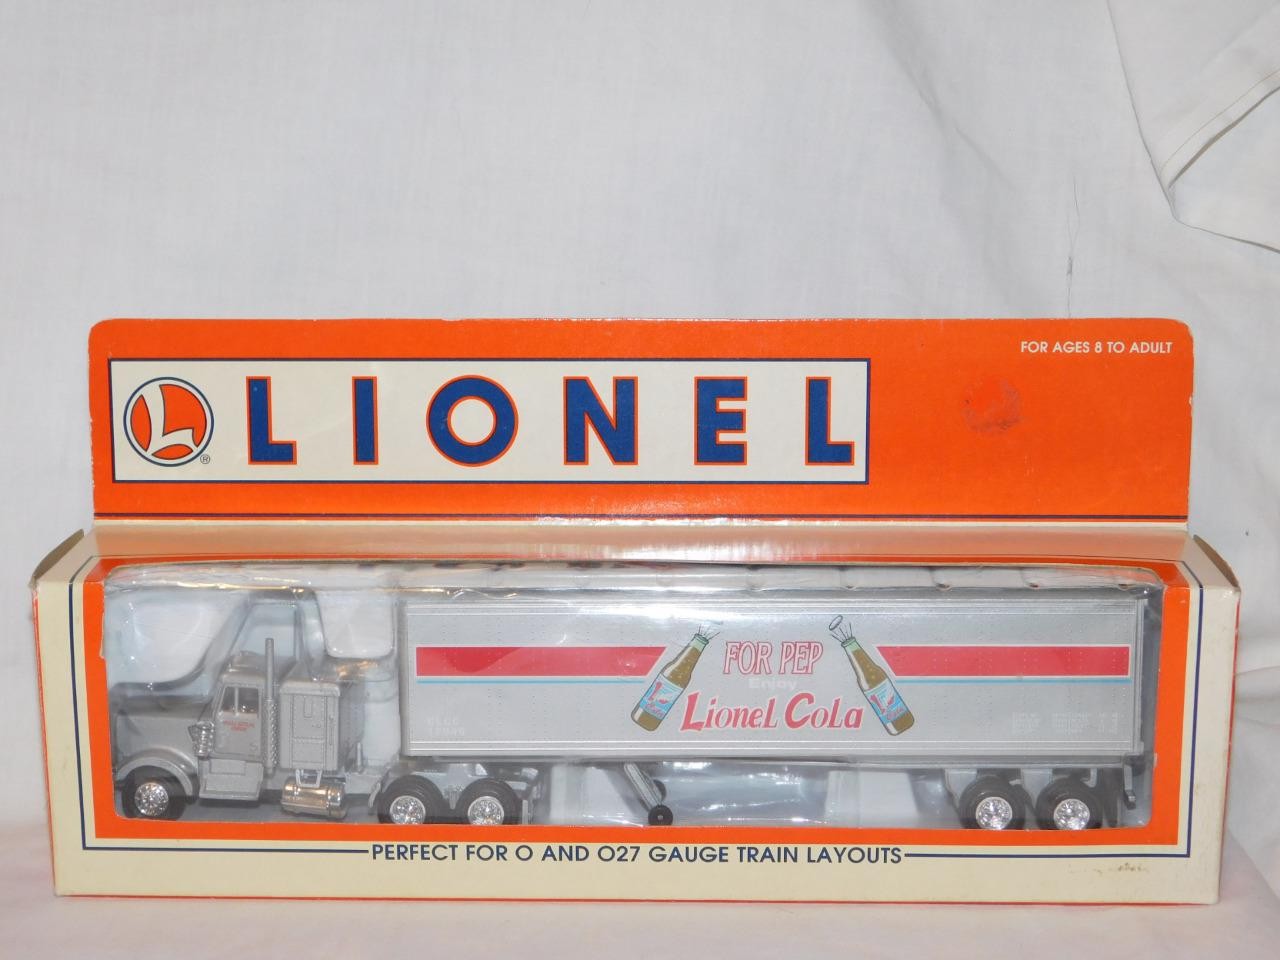 FOR AGES 8 TO ADULT
L ®
LIONEL
FOR PEP
Enjoy
Lionel Cola
PERFECT FOR O AND O27 GAUGE TRAIN LAYOUTS